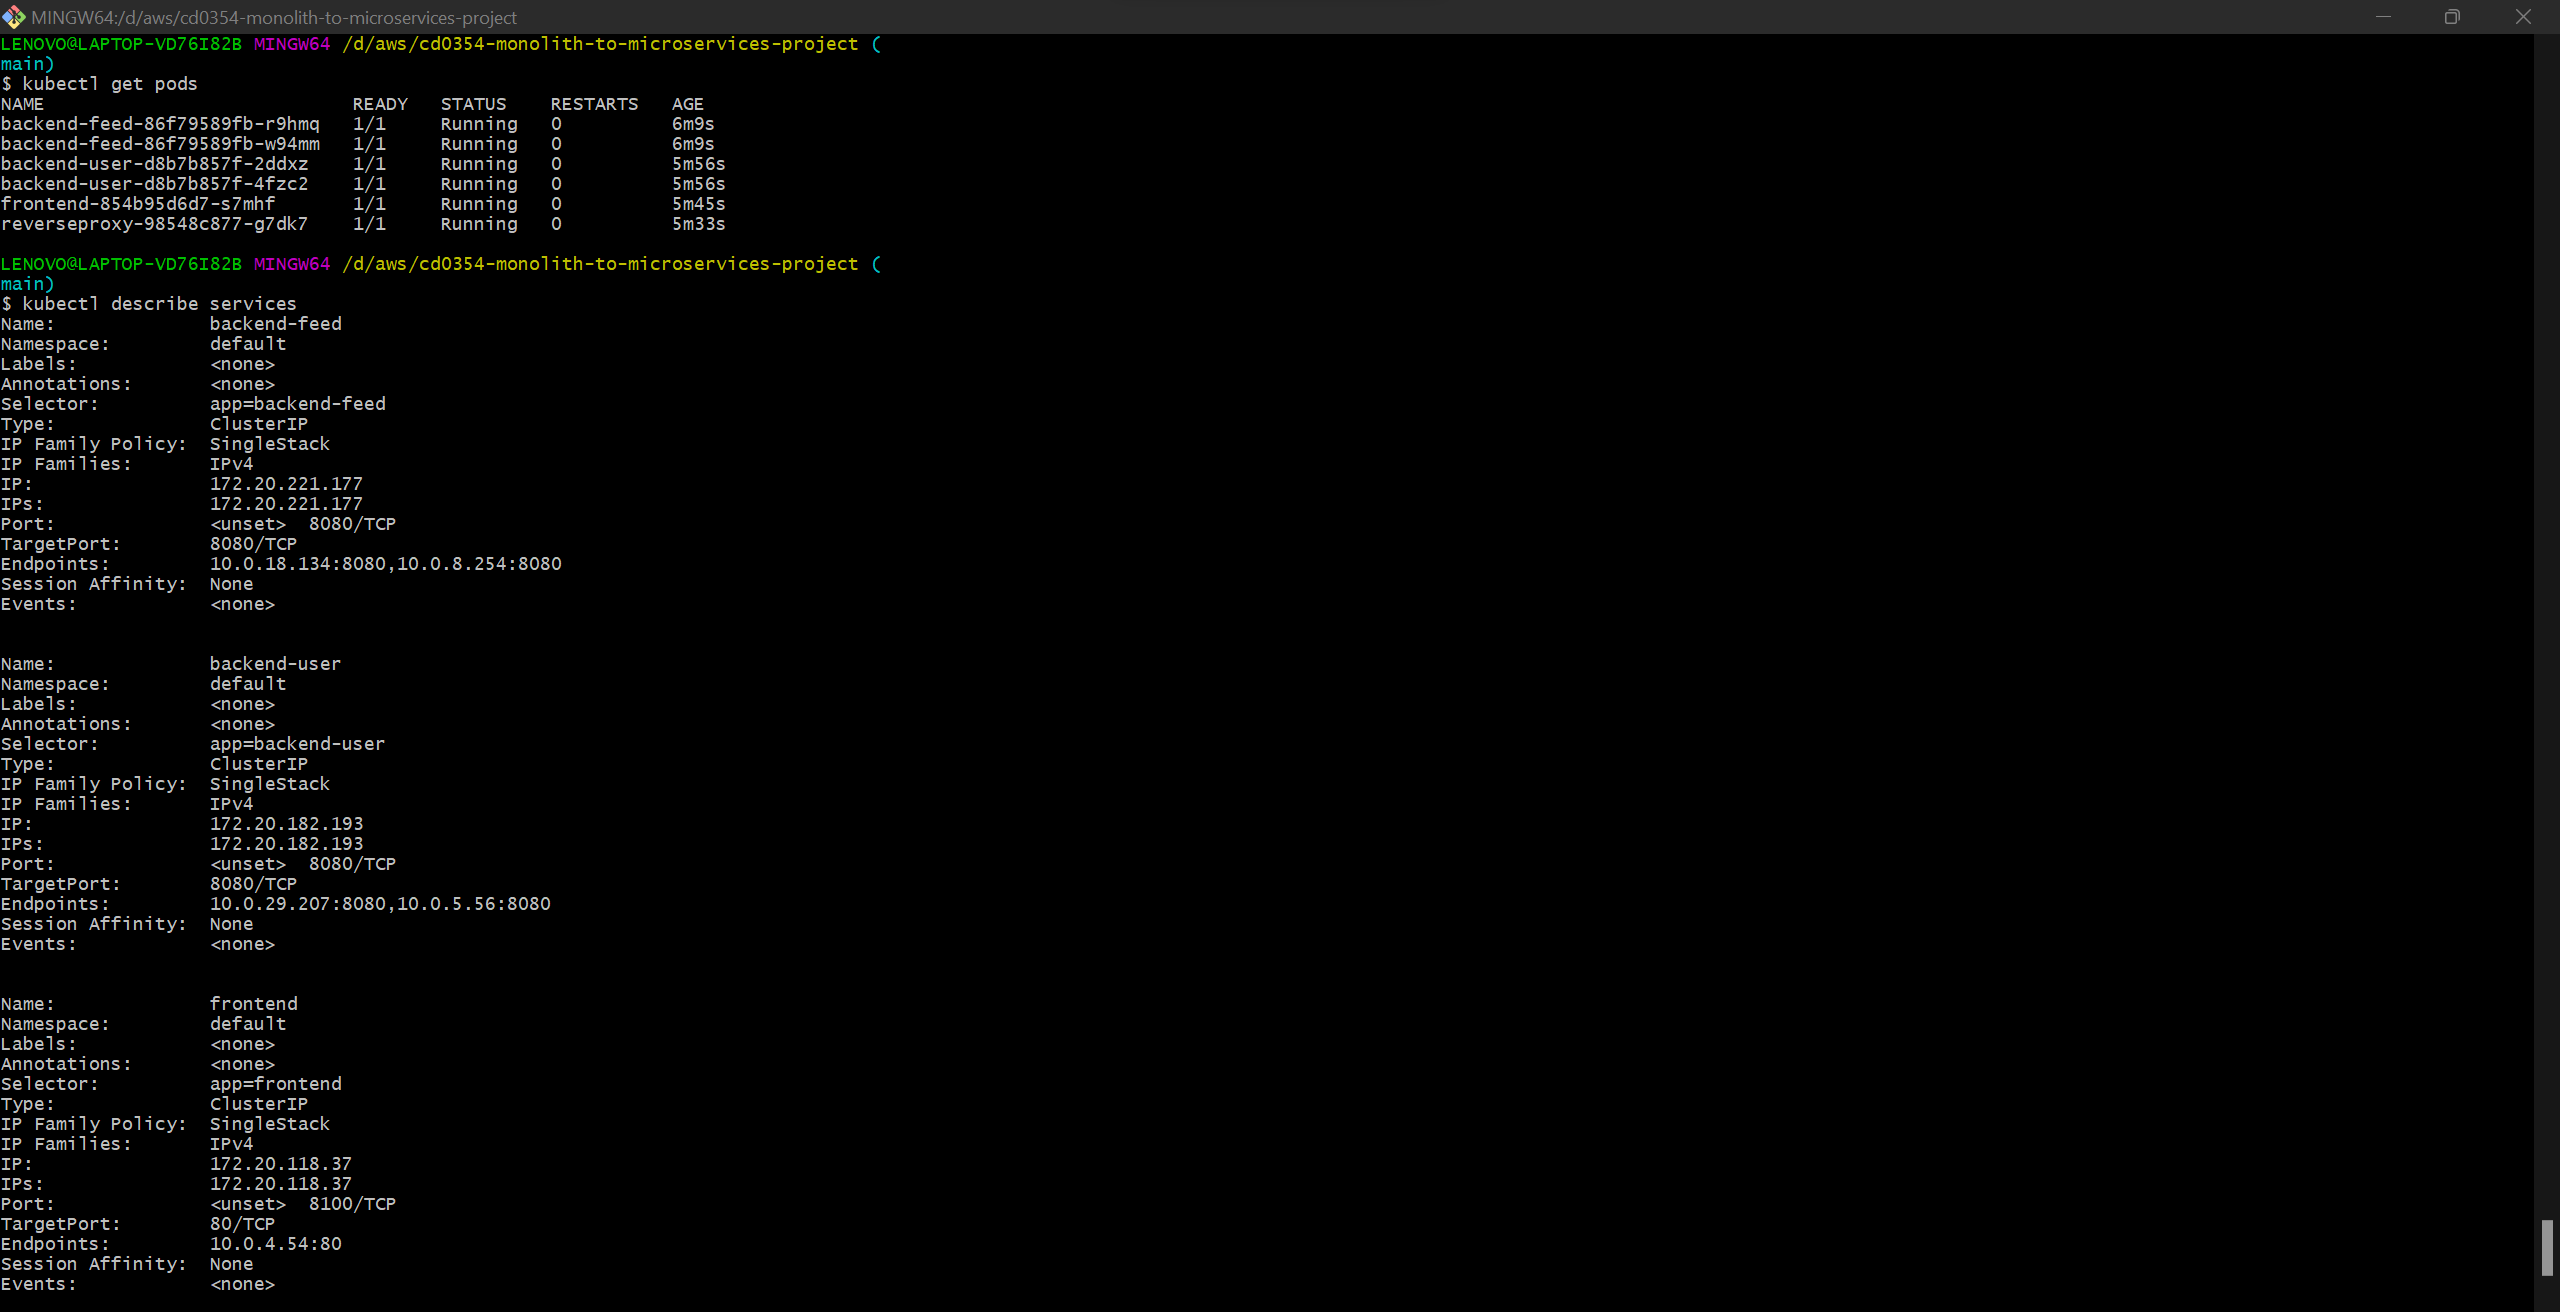 MINGW64:/d/aws/cd0354-monolith-to-microservices-project
LENOVO@LAPTOP-VD76I82B MINGW64 /d/aws/cd0354-monolith-to-microservices-project (
main)
$ kubectl get pods
NAME                            READY   STATUS    RESTARTS   AGE
backend-feed-86f79589fb-r9hmq   1/1     Running   0          6m9s
backend-feed-86f79589fb-w94mm   1/1     Running   0          6m9s
backend-user-d8b7b857f-2ddxz    1/1     Running   0          5m56s
backend-user-d8b7b857f-4fzc2    1/1     Running   0          5m56s
frontend-854b95d6d7-s7mhf       1/1     Running   0          5m45s
reverseproxy-98548c877-g7dk7    1/1     Running   0          5m33s
LENOVO@LAPTOP-VD76I82B MINGW64 /d/aws/cd0354-monolith-to-microservices-project (
main)
$ kubectl describe services
Name:              backend-feed
Namespace:         default
Labels:            <none>
Annotations:       <none>
Selector:          app=backend-feed
Type:              ClusterIP
IP Family Policy:  SingleStack
IP Families:       IPv4
IP:                172.20.221.177
IPs:               172.20.221.177
Port:              <unset>  8080/TCP
TargetPort:        8080/TCP
Endpoints:         10.0.18.134:8080,10.0.8.254:8080
Session Affinity:  None
Events:            <none>
Name:              backend-user
Namespace:         default
Labels:            <none>
Annotations:       <none>
Selector:          app=backend-user
Type:              ClusterIP
IP Family Policy:  SingleStack
IP Families:       IPv4
IP:                172.20.182.193
IPs:               172.20.182.193
Port:              <unset>  8080/TCP
TargetPort:        8080/TCP
Endpoints:         10.0.29.207:8080,10.0.5.56:8080
Session Affinity:  None
Events:            <none>
Name:              frontend
Namespace:         default
Labels:            <none>
Annotations:       <none>
Selector:          app=frontend
Type:              ClusterIP
IP Family Policy:  SingleStack
IP Families:       IPv4
IP:                172.20.118.37
IPs:               172.20.118.37
Port:              <unset>  8100/TCP
TargetPort:        80/TCP
Endpoints:         10.0.4.54:80
Session Affinity:  None
Events:            <none>